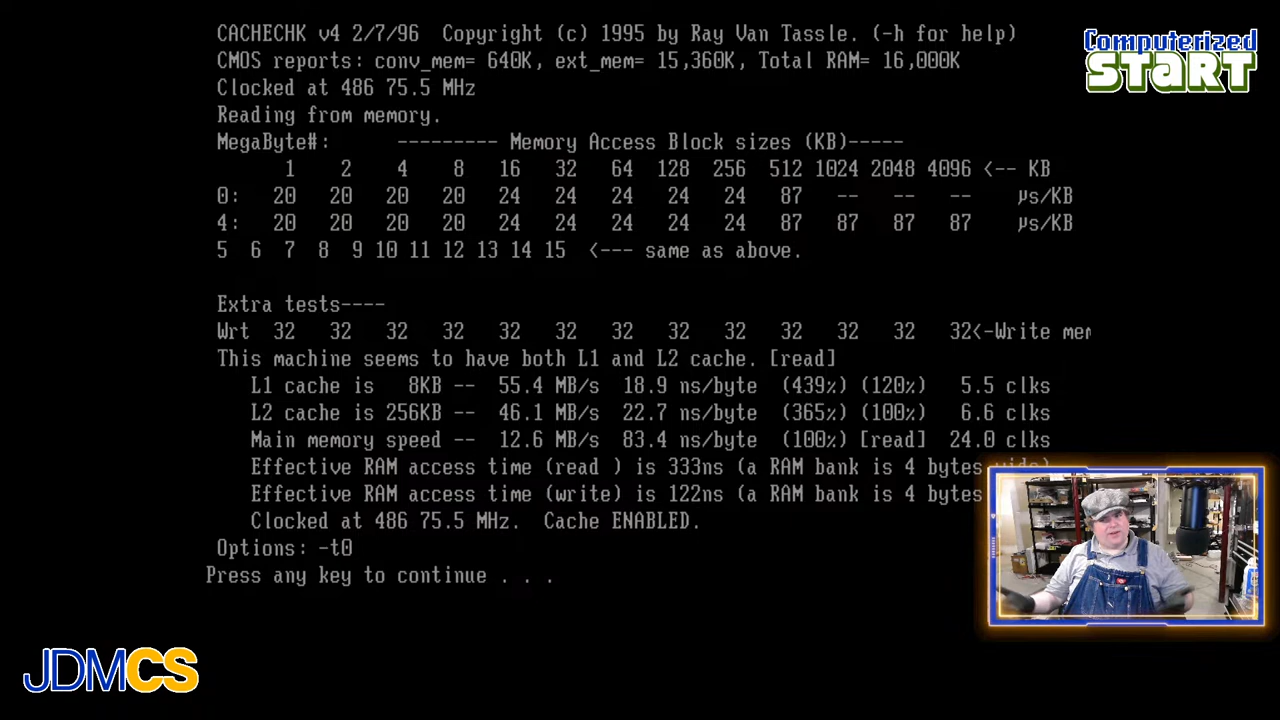 CACHECHK v4 2/7/96  Copyright (c) 1995 by Ray Van Tassle. (-h for help)
Computerized
START
CMOS reports: conv_mem= 640K, ext_mem= 15,360K, Total RAM= 16,000K
Clocked at 486 75.5 MHz
Reading from memory.
MegaByte#:      --------- Memory Access Block sizes (KB)-----
1    2    4    8    16   32   64   128  256  512 1024 2048 4096 <-- KB
0:   20   20   20   20   24   24   24   24   24   87   --   --   --    µs/KB
4:   20   20   20   20   24   24   24   24   24   87   87   87   87    µs/KB
5  6  7  8  9 10 11 12 13 14 15  <--- same as above.
Extra tests----
Wrt  32   32   32   32   32   32   32   32   32   32   32   32   32<-Write mem
This machine seems to have both L1 and L2 cache. [read]
L1 cache is   8KB --  55.4 MB/s  18.9 ns/byte  (439%) (120%)   5.5 clks
L2 cache is 256KB --  46.1 MB/s  22.7 ns/byte  (365%) (100%)   6.6 clks
Main memory speed --  12.6 MB/s  83.4 ns/byte  (100%) [read]  24.0 clks
Effective RAM access time (read ) is 333ns (a RAM bank is 4 bytes
Effective RAM access time (write) is 122ns (a RAM bank is 4 bytes
Clocked at 486 75.5 MHz.  Cache ENABLED.
Options: -t0
Press any key to continue . . .
JDMCS